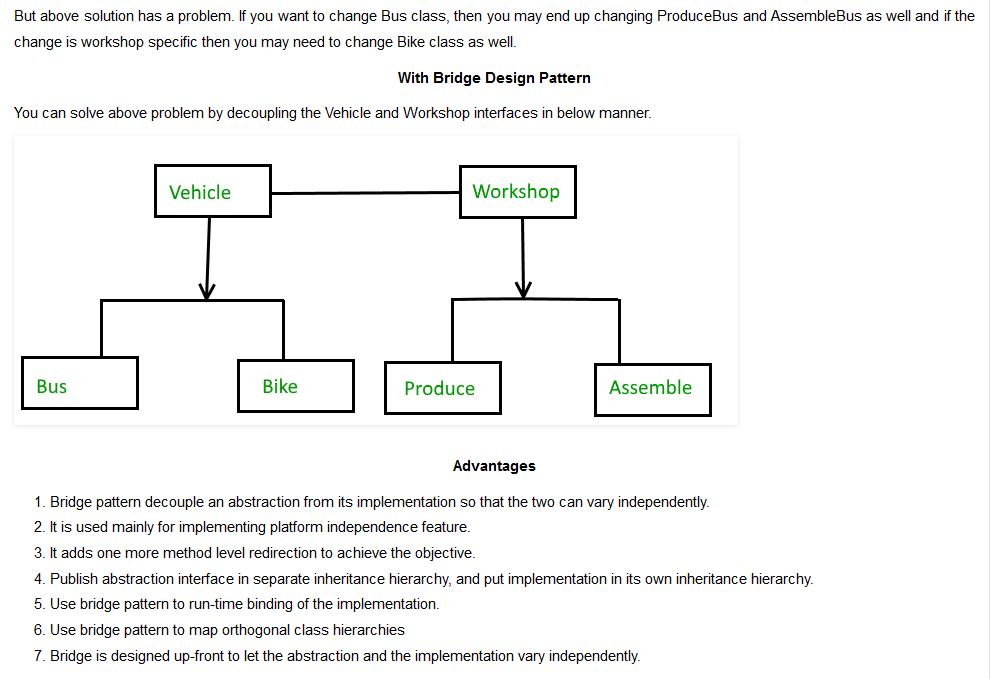 But above solution has a problem. If you want to change Bus class, then you may end up changing ProduceBus and AssembleBus as well and if the
change is workshop specific then you may need to change Bike class as well.
With Bridge Design Pattern
You can solve above problem by decoupling the Vehicle and Workshop interfaces in below manner.
Vehicle
Workshop
Bus
Bike
Produce
Assemble
Advantages
1. Bridge pattern decouple an abstraction from its implementation so that the two can vary independently.
2. It is used mainly for implementing platform independence feature.
3. It adds one more method level redirection to achieve the objective.
4. Publish abstraction interface in separate inheritance hierarchy, and put implementation in its own inheritance hierarchy.
5. Use bridge pattern to run-time binding of the implementation.
6. Use bridge pattern to map orthogonal class hierarchies
7. Bridge is designed up-front to let the abstraction and the implementation vary independently.